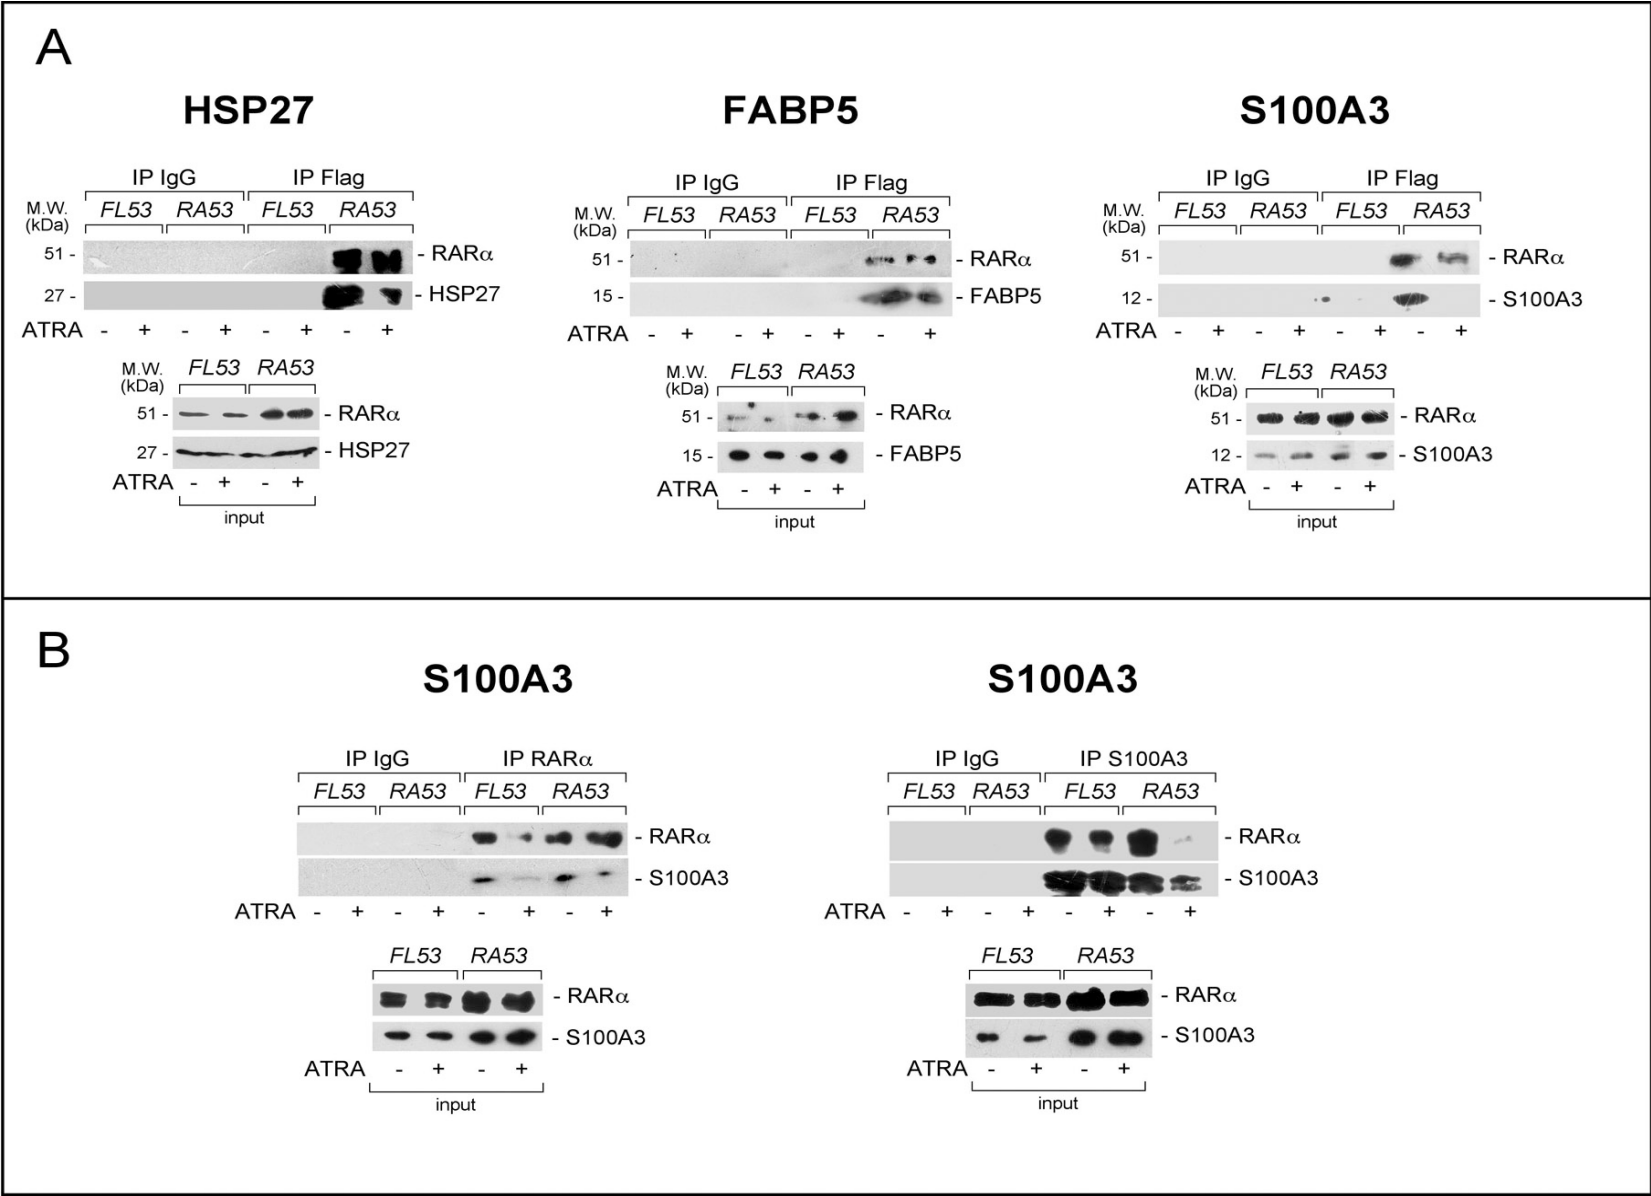 A
HSP27
IP IgG IP Flag
M.W. (kDa) FL53 RA53 FL53 RA53
51 - - RARα
27 - - HSP27
ATRA - + - + - + - +
M.W. (kDa) FL53 RA53
51 - - RARα
27 - - HSP27
ATRA - + - +
input
FABP5
IP IgG IP Flag
M.W. (kDa) FL53 RA53 FL53 RA53
51 - - RARα
15 - - FABP5
ATRA - + - + - + - +
M.W. (kDa) FL53 RA53
51 - - RARα
15 - - FABP5
ATRA - + - +
input
S100A3
IP IgG IP Flag
M.W. (kDa) FL53 RA53 FL53 RA53
51 - - RARα
12 - - S100A3
ATRA - + - + - + - +
M.W. (kDa) FL53 RA53
51 - - RARα
12 - - S100A3
ATRA - + - +
input
B
S100A3
IP IgG IP RARα
FL53 RA53 FL53 RA53
- RARα
- S100A3
ATRA - + - + - + - +
FL53 RA53
- RARα
- S100A3
ATRA - + - +
input
S100A3
IP IgG IP S100A3
FL53 RA53 FL53 RA53
- RARα
- S100A3
ATRA - + - + - + - +
FL53 RA53
- RARα
- S100A3
ATRA - + - +
input